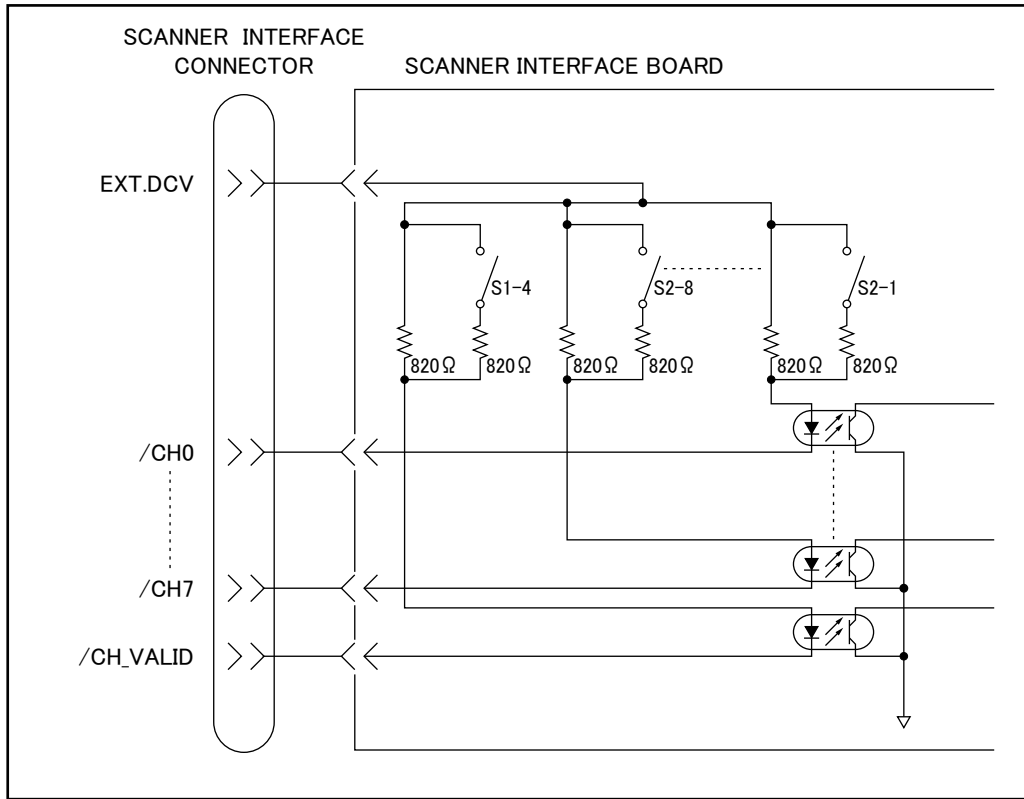 SCANNER INTERFACE
CONNECTOR
SCANNER INTERFACE BOARD
EXT.DCV
S1-4
S2-8
S2-1
820Ω
820Ω
820Ω
820Ω
820Ω
820Ω
/CH0
/CH7
/CH_VALID